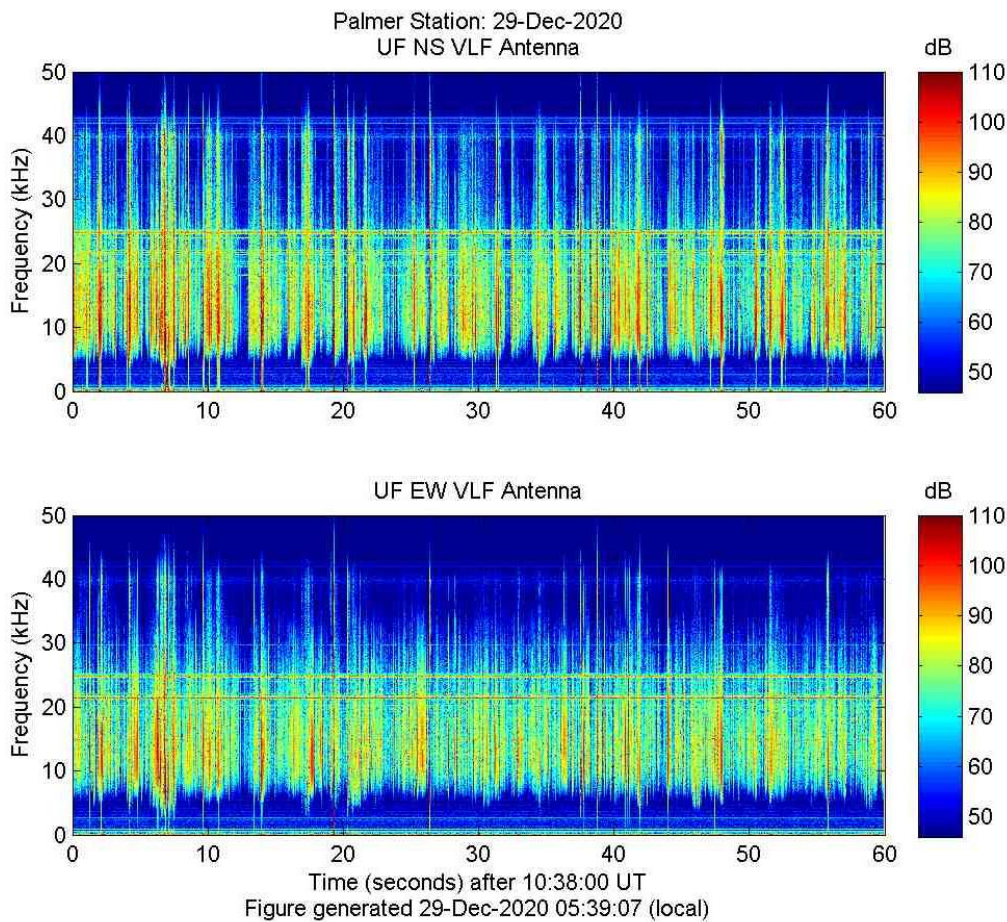 Palmer Station: 29-Dec-2020
UF NS VLF Antenna
dB
50
40
30
20
10
0
Frequency (kHz)
0 10 20 30 40 50 60
110
100
90
80
70
60
50
UF EW VLF Antenna
dB
50
40
30
20
10
0
Frequency (kHz)
0 10 20 30 40 50 60
110
100
90
80
70
60
50
Time (seconds) after 10:38:00 UT
Figure generated 29-Dec-2020 05:39:07 (local)